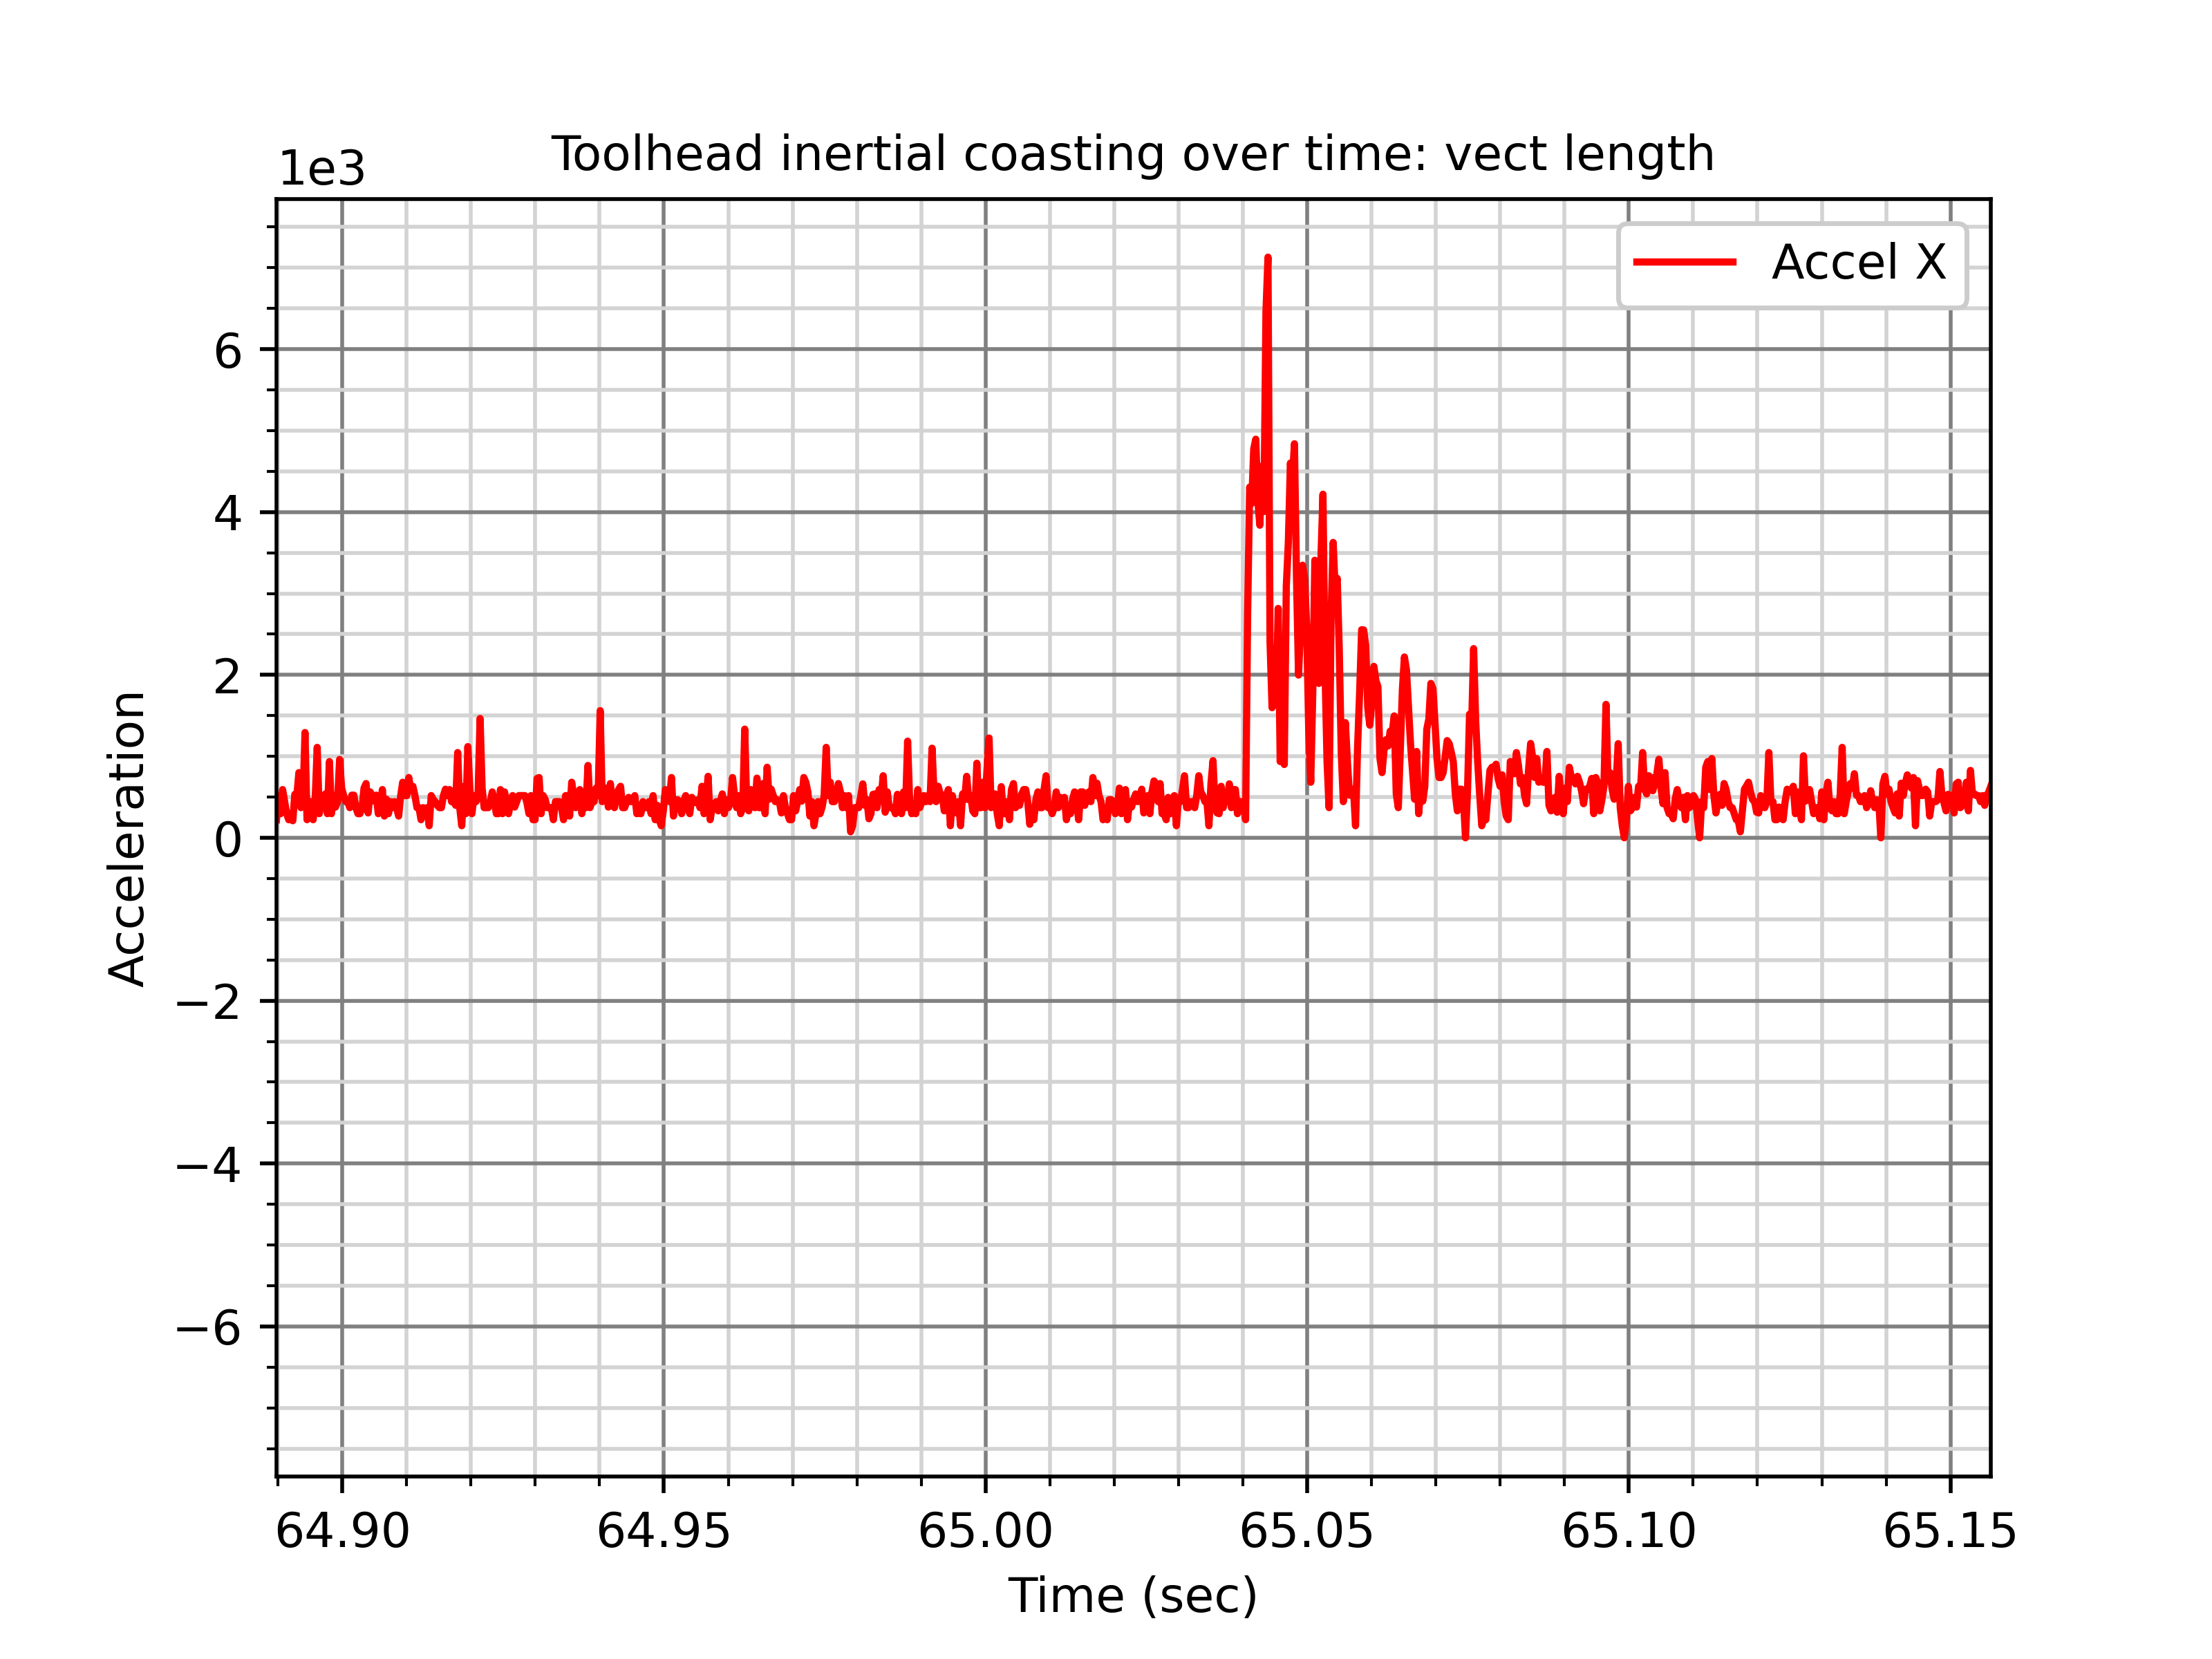 Toolhead inertial coasting over time: vect length
1e3
Accel X
6
4
2
0
−2
−4
−6
Acceleration
64.90 64.95 65.00 65.05 65.10 65.15
Time (sec)